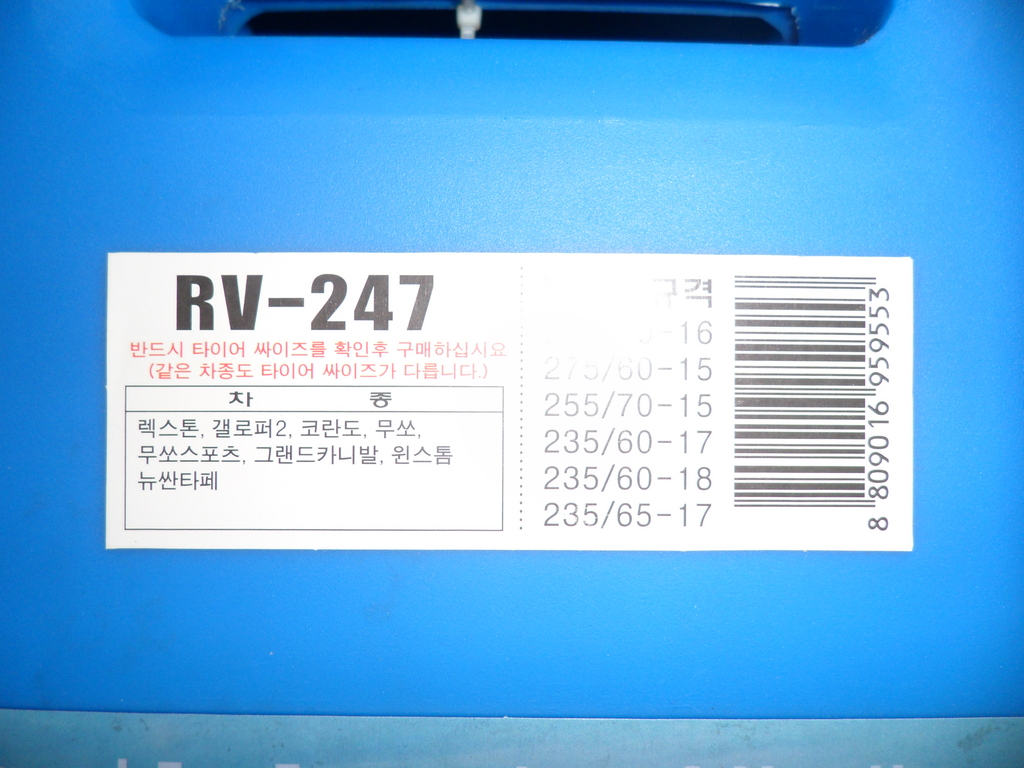 RV-247
반드시 타이어 싸이즈를 확인후 구매하십시요
(같은 차종도 타이어 싸이즈가 다릅니다.)
차 종
렉스톤, 갤로퍼2, 코란도, 무쏘,
무쏘스포츠, 그랜드카니발, 윈스톰
뉴싼타페
규격
275/60-15
255/70-15
235/60-17
235/60-18
235/65-17
8 809016 959553